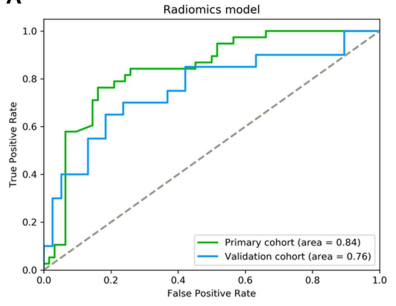 A
Radiomics model
True Positive Rate
1.0
0.8
0.6
0.4
0.2
0.0
0.0 0.2 0.4 0.6 0.8 1.0
False Positive Rate
Primary cohort (area = 0.84)
Validation cohort (area = 0.76)